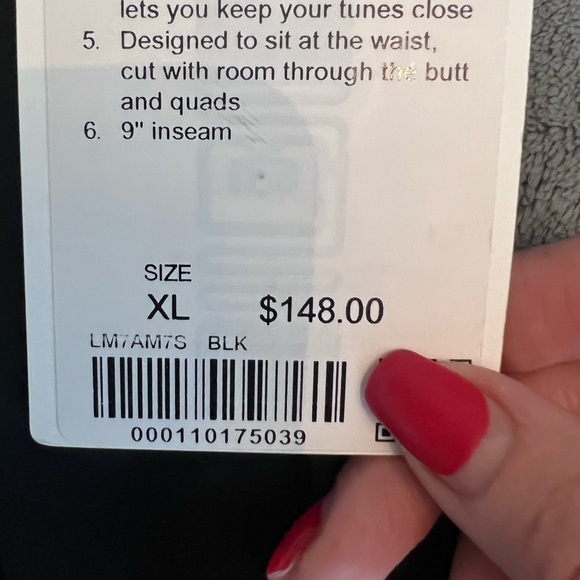 lets you keep your tunes close
5. Designed to sit at the waist,
cut with room through the butt
and quads
6. 9" inseam
SIZE
XL $148.00
LM7AM7S BLK
000110175039